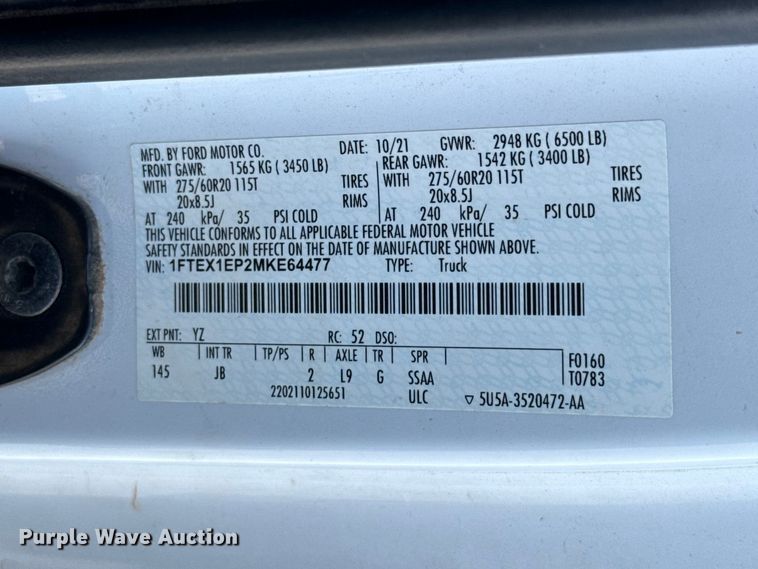 MFD. BY FORD MOTOR CO. DATE: 10/21 GVWR: 2948 KG ( 6500 LB)
FRONT GAWR: 1565 KG ( 3450 LB) REAR GAWR: 1542 KG ( 3400 LB)
WITH 275/60R20 115T TIRES WITH 275/60R20 115T TIRES
20x8.5J RIMS 20x8.5J RIMS
AT 240 kPa/ 35 PSI COLD AT 240 kPa/ 35 PSI COLD
THIS VEHICLE CONFORMS TO ALL APPLICABLE FEDERAL MOTOR VEHICLE
SAFETY STANDARDS IN EFFECT ON THE DATE OF MANUFACTURE SHOWN ABOVE.
VIN: 1FTEX1EP2MKE64477 TYPE: Truck
EXT PNT: YZ RC: 52 DSO:
WB INT TR TP/PS R AXLE TR SPR F0160
145 JB 2 L9 G SSAA T0783
2202110125651 ULC ▽ 5U5A-3520472-AA
Purple Wave Auction